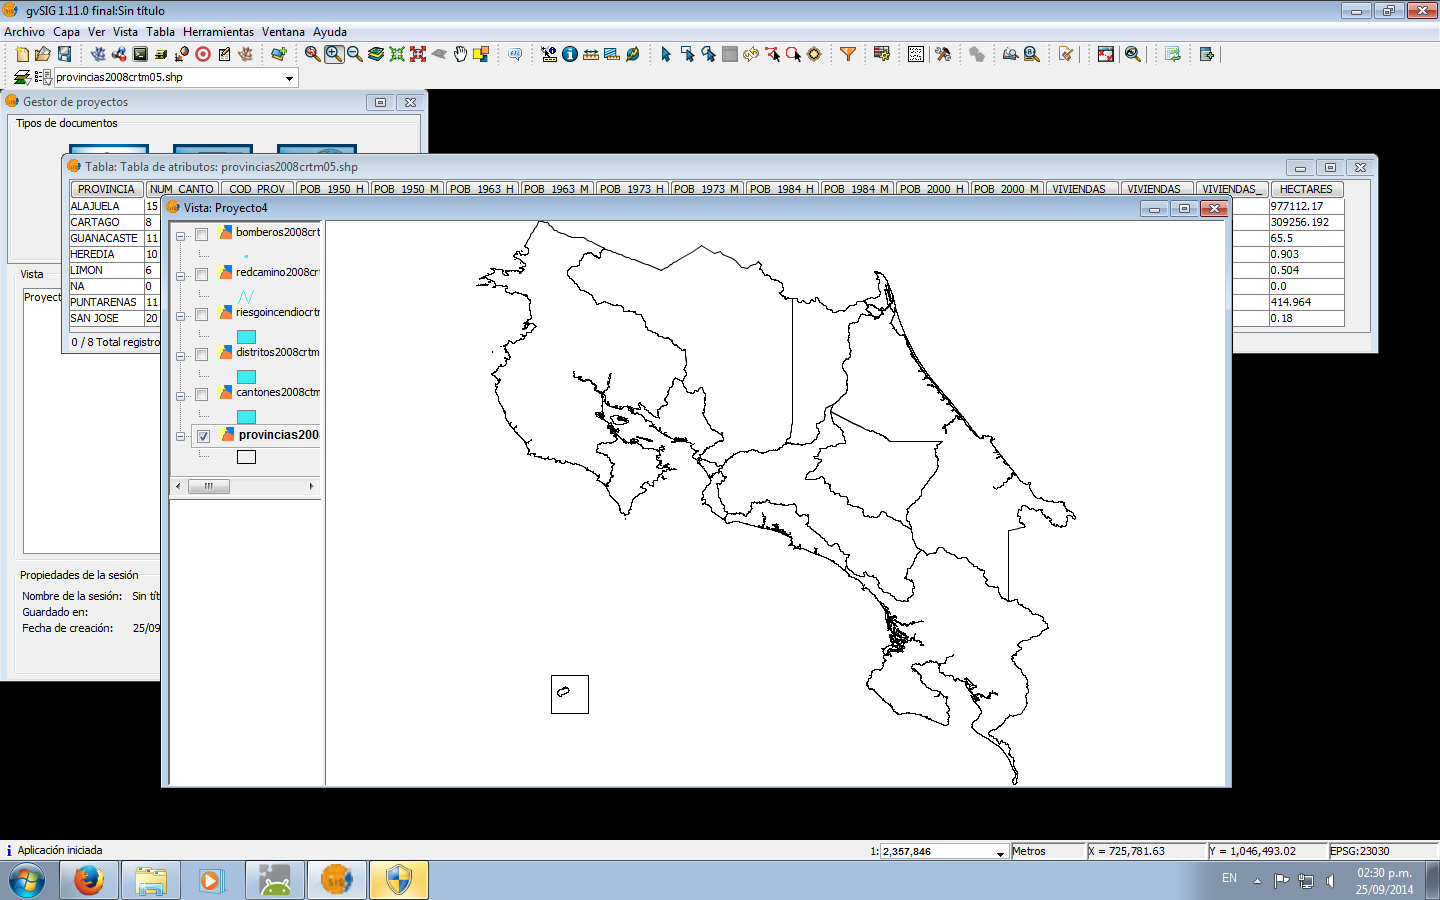 gvSIG 1.11.0 final:Sin título
Archivo Capa Ver Vista Tabla Herramientas Ventana Ayuda
provincias2008crtm05.shp
Gestor de proyectos
Tipos de documentos
Tabla: Tabla de atributos: provincias2008crtm05.shp
PROVINCIA NUM_CANTO COD_PROV POB_1950_H POB_1950_M POB_1963_H POB_1963_M POB_1973_H POB_1973_M POB_1984_H POB_1984_M POB_2000_H POB_2000_M VIVIENDAS_ VIVIENDAS_ VIVIENDAS_ HECTARES
ALAJUELA 15 977112.17
CARTAGO 8 309256.192
GUANACASTE 11 65.5
HEREDIA 10 0.903
LIMON 6 0.504
NA 0 0.0
PUNTARENAS 11 414.964
SAN JOSE 20 0.18
0 / 8 Total registro
Vista: Proyecto4
bomberos2008crt
redcamino2008cr
riesgoincendiocrtr
distritos2008crtm
cantones2008ctm
provincias2008
Vista
Proyect
Propiedades de la sesión
Nombre de la sesión: Sin tít
Guardado en:
Fecha de creación: 25/09
Aplicación iniciada
1: 2,357,846
Metros
X = 725,781.63
Y = 1,046,493.02
EPSG:23030
SIG
EN
02:30 p.m.
25/09/2014